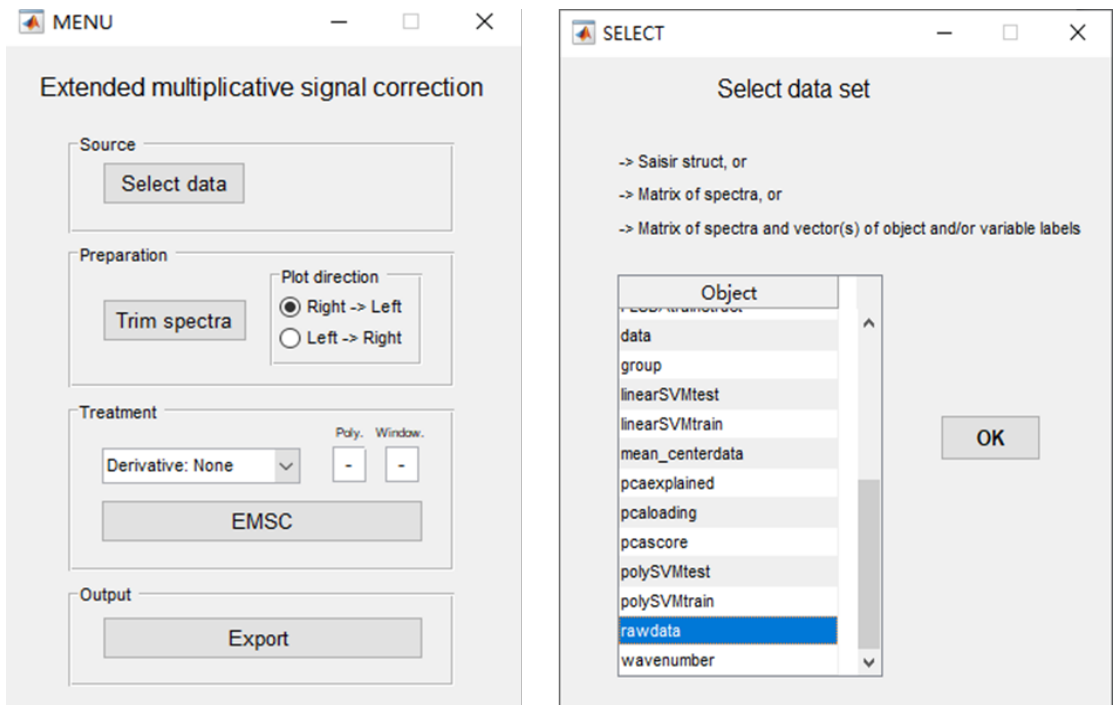 MENU
Extended multiplicative signal correction
Source
Select data
Preparation
Plot direction
Trim spectra
Right -> Left
Left -> Right
Treatment
Poly. Window.
Derivative: None
- -
EMSC
Output
Export
SELECT
Select data set
-> Saisir struct, or
-> Matrix of spectra, or
-> Matrix of spectra and vector(s) of object and/or variable labels
Object
data
group
linearSVMtest
linearSVMtrain
mean_centerdata
pcaexplained
pcaloading
pcascore
polySVMtest
polySVMtrain
rawdata
wavenumber
OK